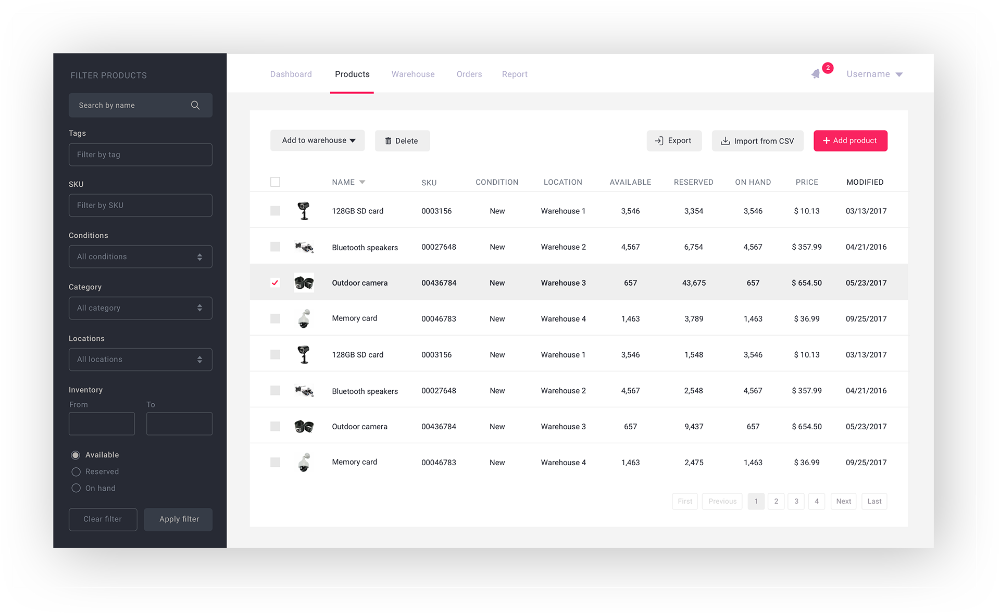 FILTER PRODUCTS
Search by name
Tags
Filter by tag
SKU
Filter by SKU
Conditions
All conditions
Category
All category
Locations
All locations
Inventory
From To
Available
Reserved
On hand
Clear filter Apply filter
Dashboard Products Warehouse Orders Report 2 Username
Add to warehouse Delete Export Import from CSV + Add product
NAME SKU CONDITION LOCATION AVAILABLE RESERVED ON HAND PRICE MODIFIED
128GB SD card 0003156 New Warehouse 1 3,546 3,354 3,546 $ 10.13 03/13/2017
Bluetooth speakers 00027648 New Warehouse 2 4,567 6,754 4,567 $ 357.99 04/21/2016
Outdoor camera 00436784 New Warehouse 3 657 43,675 657 $ 654.50 05/23/2017
Memory card 00046783 New Warehouse 4 1,463 3,789 1,463 $ 36.99 09/25/2017
128GB SD card 0003156 New Warehouse 1 3,546 1,548 3,546 $ 10.13 03/13/2017
Bluetooth speakers 00027648 New Warehouse 2 4,567 2,548 4,567 $ 357.99 04/21/2016
Outdoor camera 00436784 New Warehouse 3 657 9,437 657 $ 654.50 05/23/2017
Memory card 00046783 New Warehouse 4 1,463 2,475 1,463 $ 36.99 09/25/2017
First Previous 1 2 3 4 Next Last